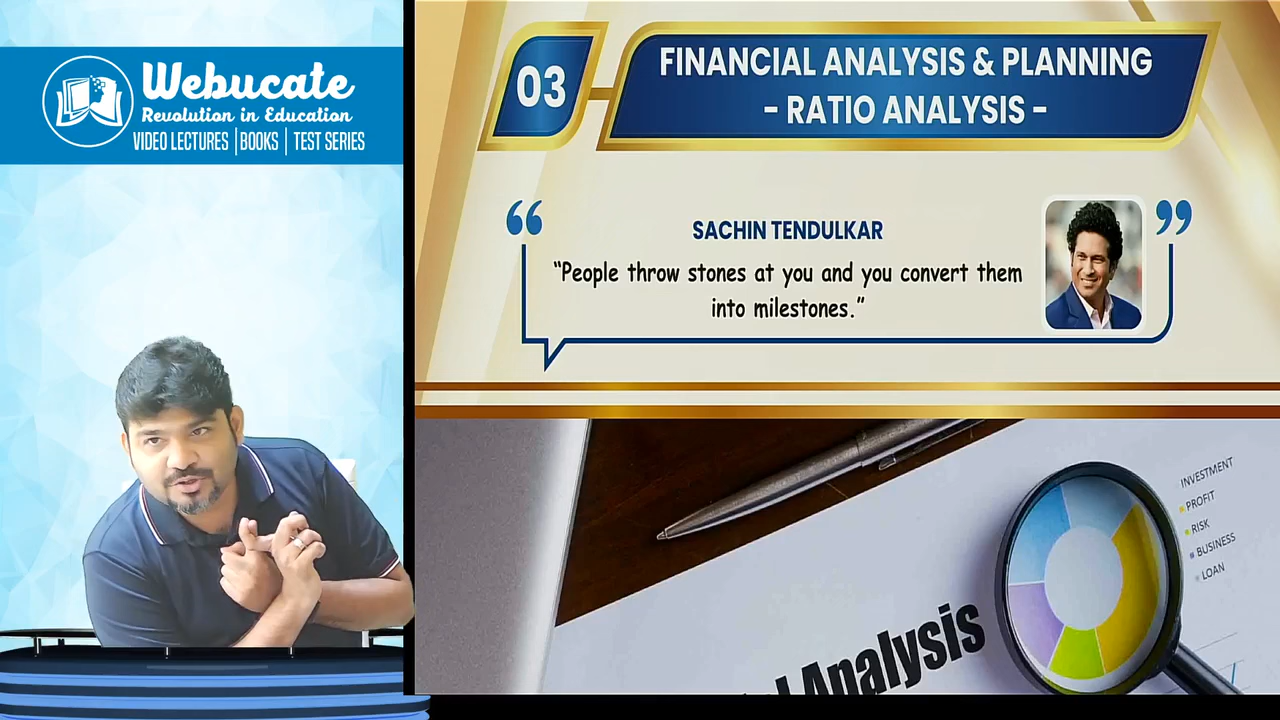 Webucate
Revolution in Education
VIDEO LECTURES | BOOKS | TEST SERIES
03
FINANCIAL ANALYSIS & PLANNING
- RATIO ANALYSIS -
SACHIN TENDULKAR
“People throw stones at you and you convert them
into milestones.”
INVESTMENT
PROFIT
RISK
BUSINESS
LOAN
Analysis